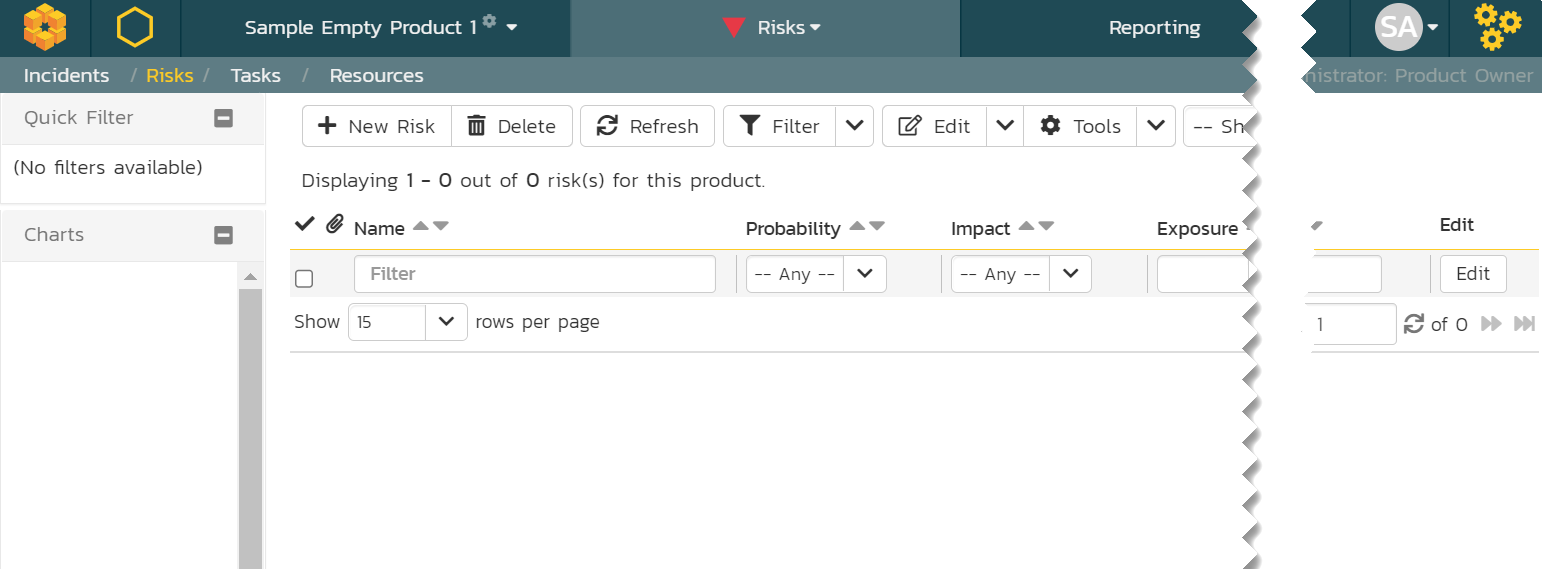 Sample Empty Product 1 Risks Reporting SA
Incidents / Risks / Tasks / Resources nistrator: Product Owner
Quick Filter
(No filters available)
Charts
New Risk Delete Refresh Filter Edit Tools -- Sh
Displaying 1 - 0 out of 0 risk(s) for this product.
Name Probability Impact Exposure Edit
Filter -- Any -- -- Any -- Edit
Show 15 rows per page 1 of 0